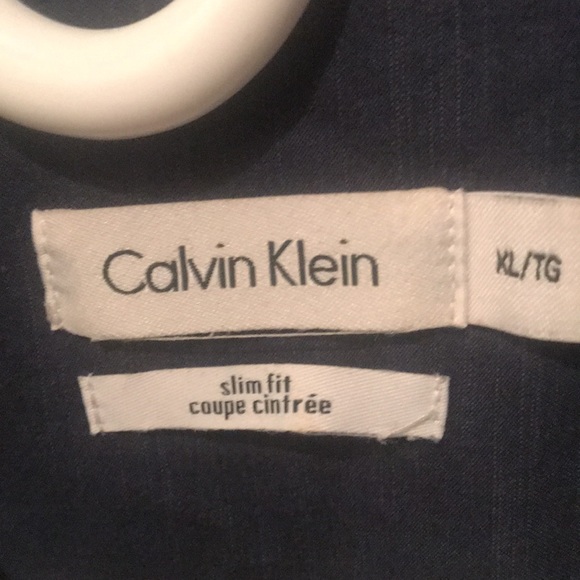 Calvin Klein
XL/TG
slim fit
coupe cintrée